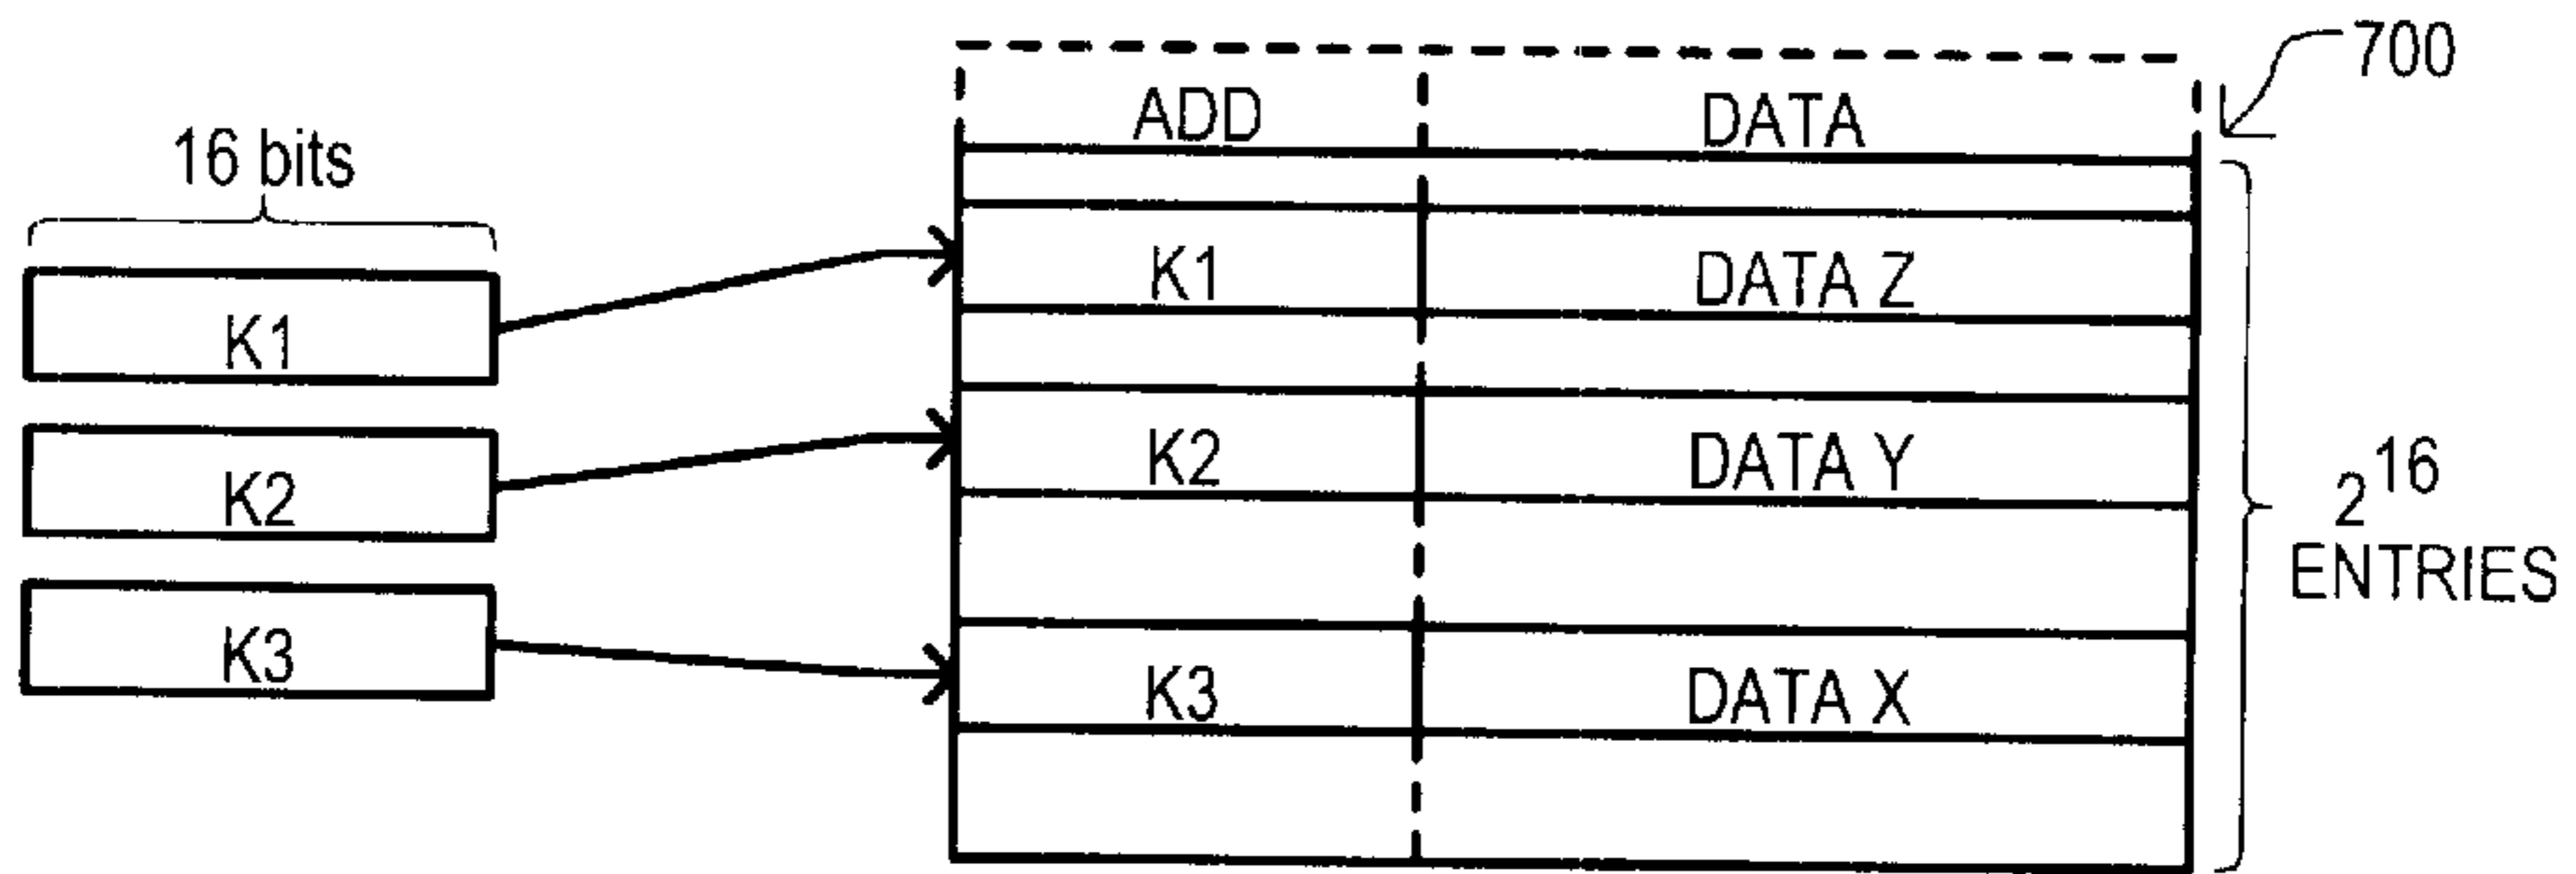 700
ADD DATA
16 bits
K1 DATA Z
K1
K2 DATA Y
K2
2^16
ENTRIES
K3
K3 DATA X